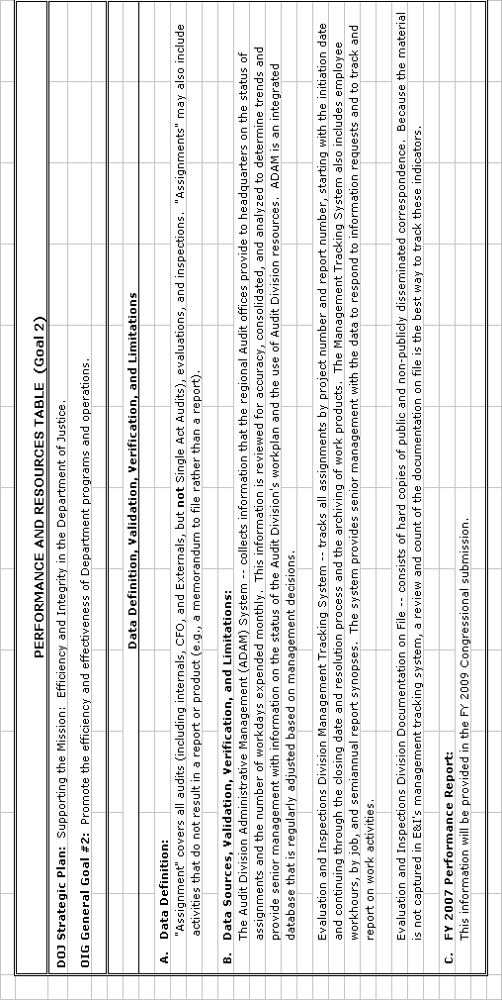 PERFORMANCE AND RESOURCES TABLE (Goal 2)
DOJ Strategic Plan: Supporting the Mission: Efficiency and Integrity in the Department of Justice.
OIG General Goal #2: Promote the efficiency and effectiveness of Department programs and operations.
Data Definition, Validation, Verification, and Limitations
A. Data Definition:
"Assignment" covers all audits (including internals, CFO, and Externals, but not Single Act Audits), evaluations, and inspections. "Assignments" may also include
activities that do not result in a report or product (e.g., a memorandum to file rather than a report).
B. Data Sources, Validation, Verification, and Limitations:
The Audit Division Administrative Management (ADAM) System -- collects information that the regional Audit offices provide to headquarters on the status of
assignments and the number of workdays expended monthly. This information is reviewed for accuracy, consolidated, and analyzed to determine trends and
provide senior management with information on the status of the Audit Division's workplan and the use of Audit Division resources. ADAM is an integrated
database that is regularly adjusted based on management decisions.
Evaluation and Inspections Division Management Tracking System -- tracks all assignments by project number and report number, starting with the initiation date
and continuing through the closing date and resolution process and the archiving of work products. The Management Tracking System also includes employee
workhours, by job, and semiannual report synopses. The system provides senior management with the data to respond to information requests and to track and
report on work activities.
Evaluation and Inspections Division Documentation on File -- consists of hard copies of public and non-publicly disseminated correspondence. Because the material
is not captured in E&I's management tracking system, a review and count of the documentation on file is the best way to track these indicators.
C. FY 2007 Performance Report:
This information will be provided in the FY 2009 Congressional submission.